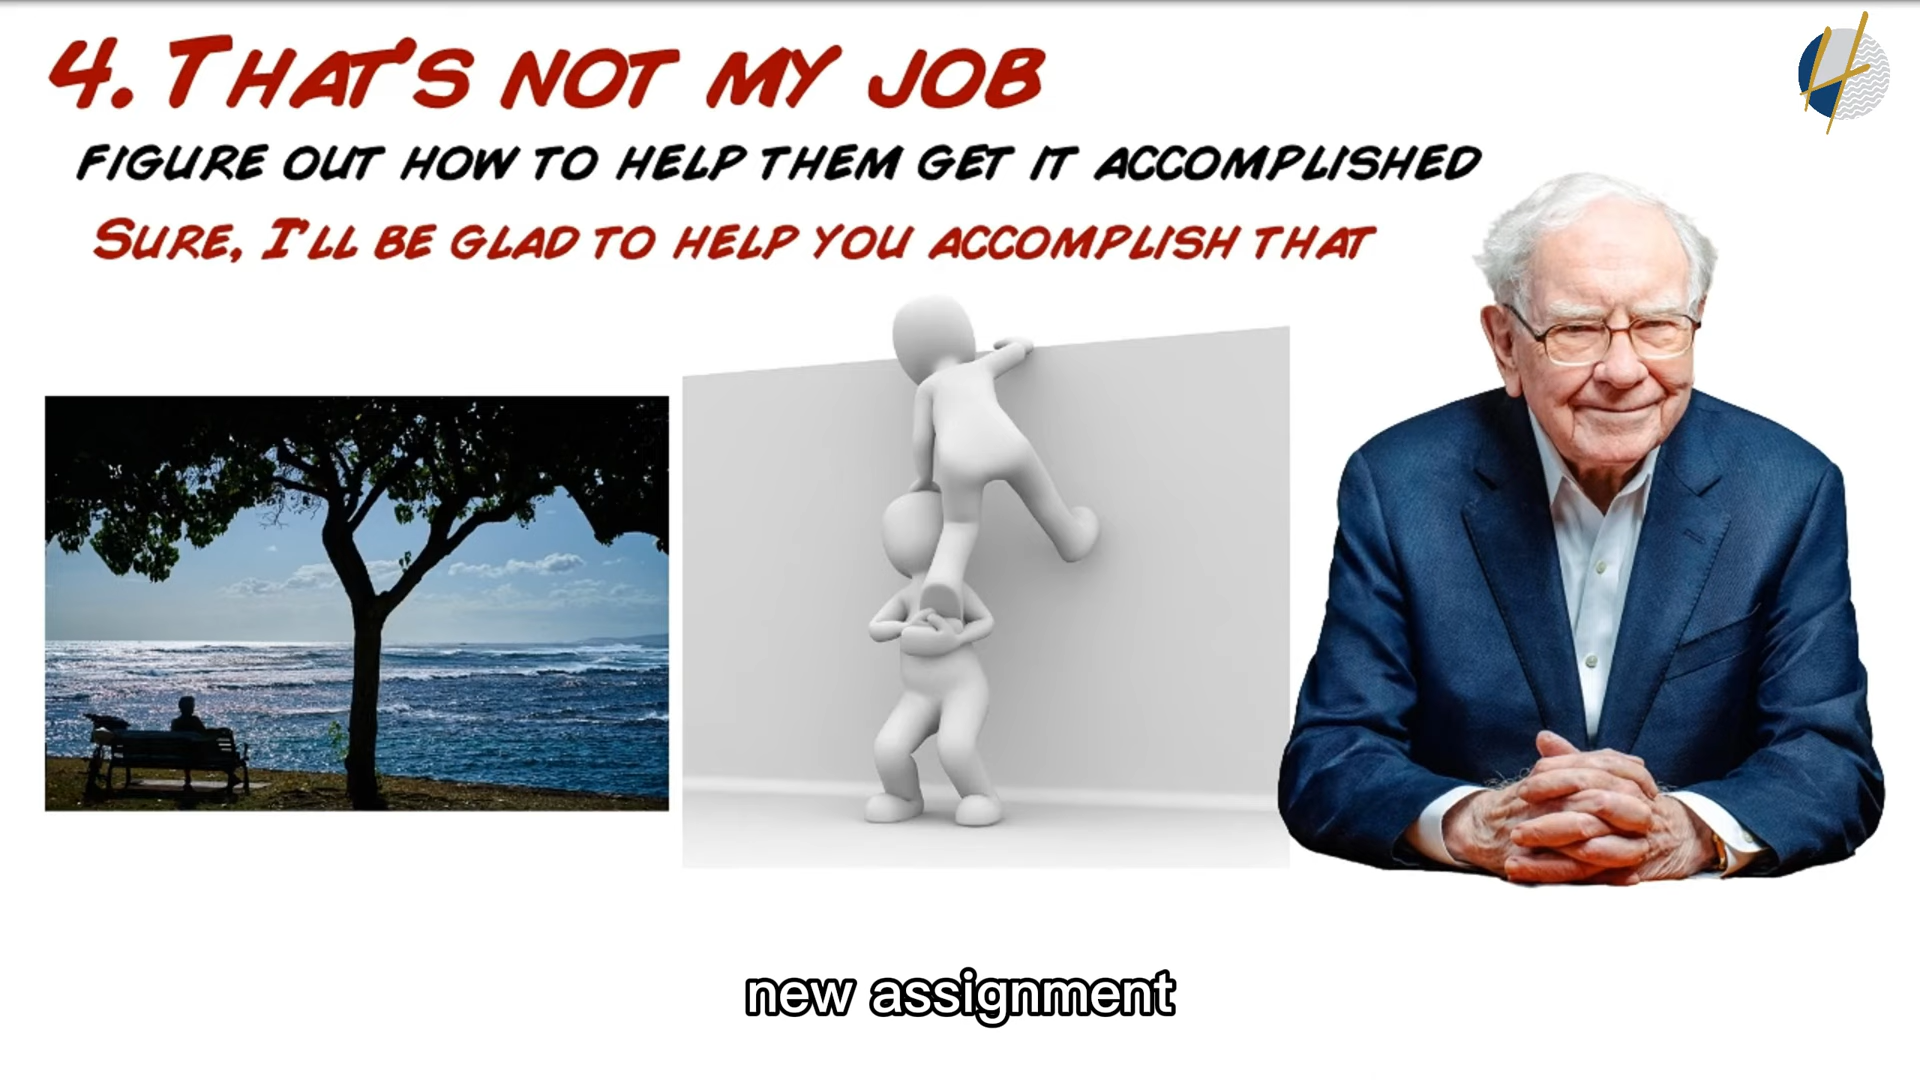 4. THAT'S NOT MY JOB
FIGURE OUT HOW TO HELP THEM GET IT ACCOMPLISHED
SURE, I'LL BE GLAD TO HELP YOU ACCOMPLISH THAT
new assignment